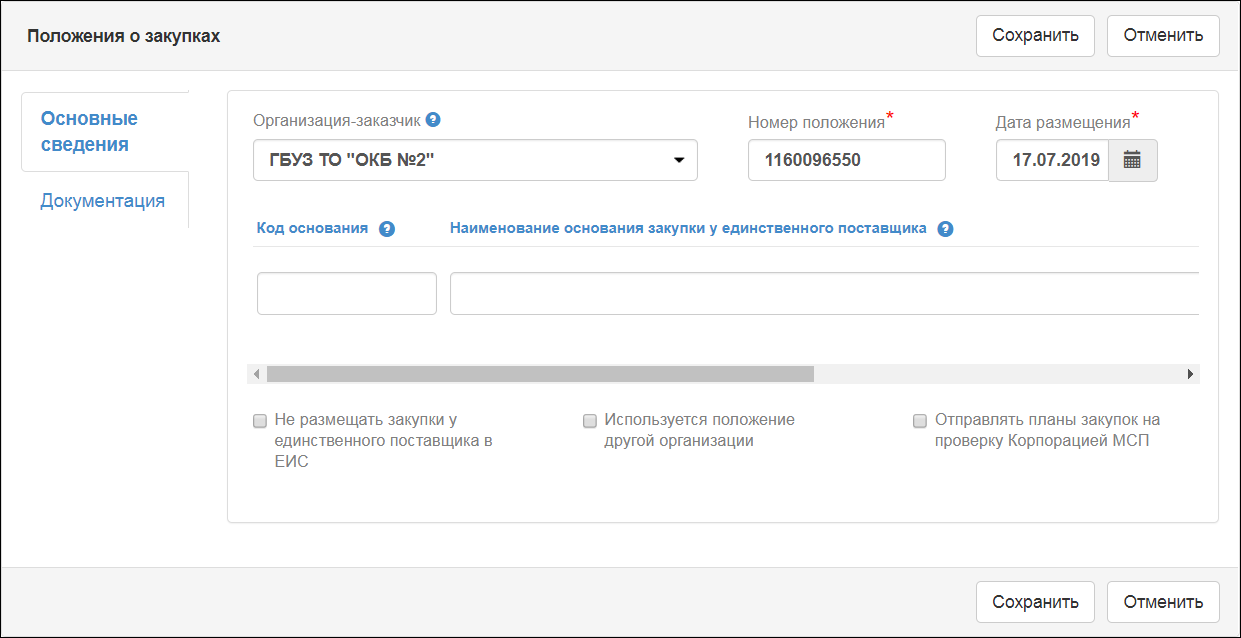 Положения о закупках
Сохранить
Отменить
Основные
сведения
Документация
Организация-заказчик ?
Номер положения*
Дата размещения*
ГБУЗ ТО "ОКБ №2"
1160096550
17.07.2019
Код основания ?
Наименование основания закупки у единственного поставщика ?
Не размещать закупки у
единственного поставщика в
ЕИС
Используется положение
другой организации
Отправлять планы закупок на
проверку Корпорацией МСП
Сохранить
Отменить